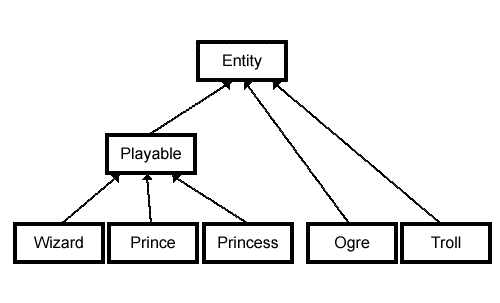 Entity
Playable
Wizard
Prince
Princess
Ogre
Troll